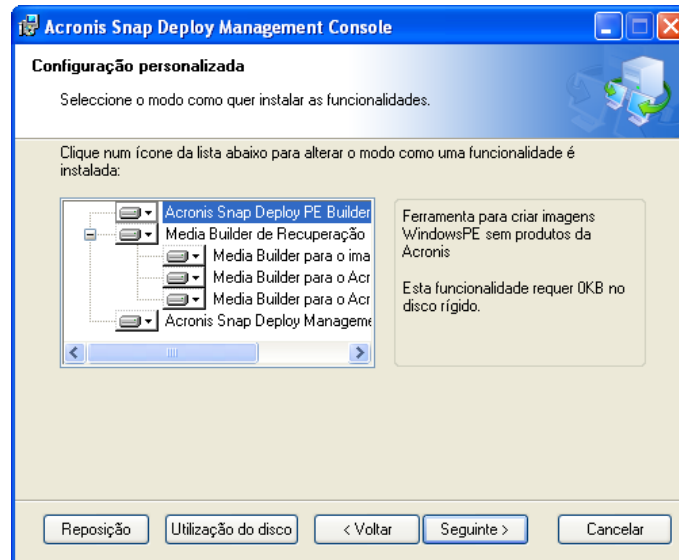 Acronis Snap Deploy Management Console
Configuração personalizada
Seleccione o modo como quer instalar as funcionalidades.
Clique num ícone da lista abaixo para alterar o modo como uma funcionalidade é
instalada:
Acronis Snap Deploy PE Builder
Media Builder de Recuperação
Media Builder para o ima
Media Builder para o Acr
Media Builder para o Acr
Acronis Snap Deploy Manageme
Ferramenta para criar imagens
WindowsPE sem produtos da
Acronis
Esta funcionalidade requer 0KB no
disco rígido.
Reposição
Utilização do disco
< Voltar
Seguinte >
Cancelar